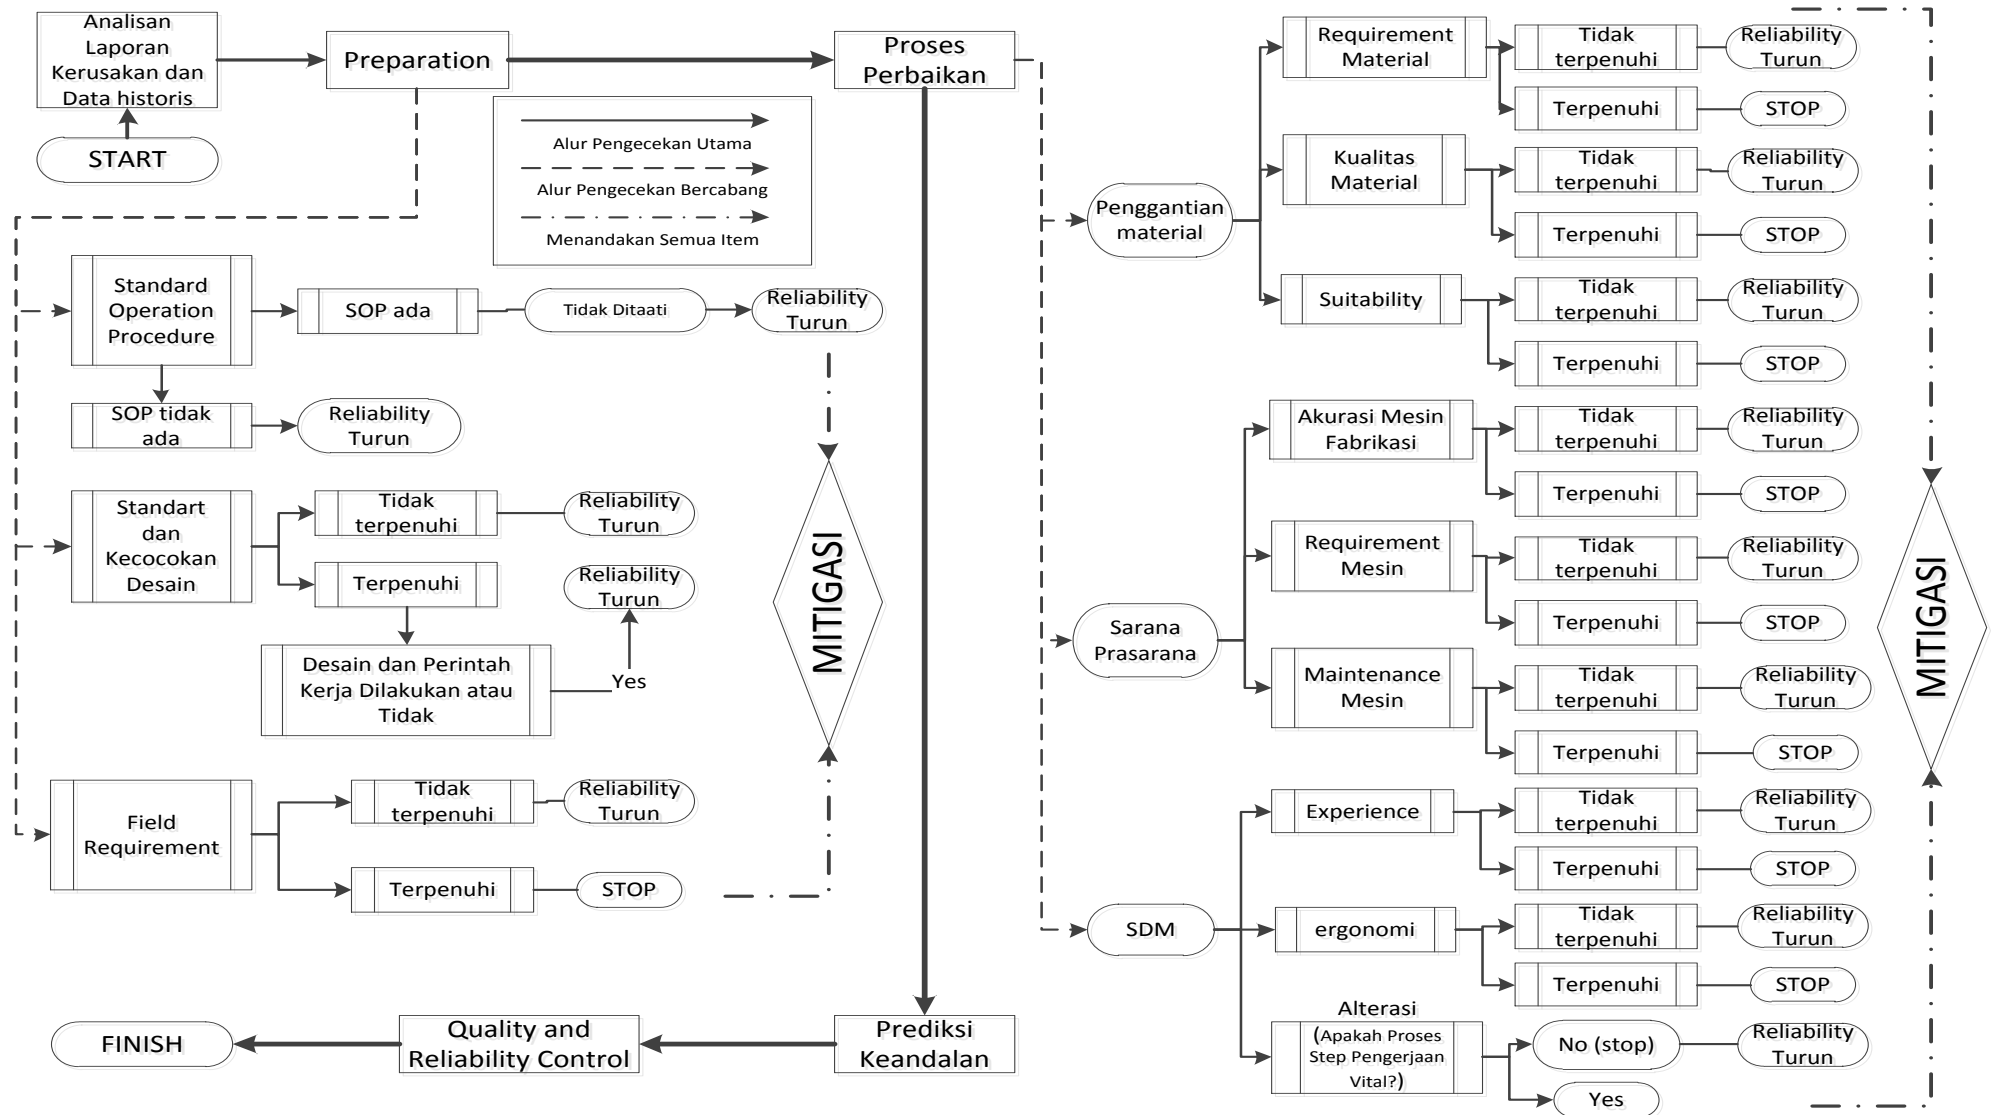 Analisan
Laporan
Kerusakan dan
Data historis
START
Preparation
Proses
Perbaikan
Alur Pengecekan Utama
Alur Pengecekan Bercabang
Menandakan Semua Item
Standard
Operation
Procedure
SOP ada
Tidak Ditaati
Reliability
Turun
SOP tidak
ada
Reliability
Turun
Standart
dan
Kecocokan
Desain
Tidak
terpenuhi
Reliability
Turun
Terpenuhi
Reliability
Turun
Desain dan Perintah
Kerja Dilakukan atau
Tidak
Yes
Field
Requirement
Tidak
terpenuhi
Reliability
Turun
Terpenuhi
STOP
MITIGASI
FINISH
Quality and
Reliability Control
Prediksi
Keandalan
Penggantian
material
Requirement
Material
Tidak
terpenuhi
Reliability
Turun
Terpenuhi
STOP
Kualitas
Material
Tidak
terpenuhi
Reliability
Turun
Terpenuhi
STOP
Suitability
Tidak
terpenuhi
Reliability
Turun
Terpenuhi
STOP
Sarana
Prasarana
Akurasi Mesin
Fabrikasi
Tidak
terpenuhi
Reliability
Turun
Terpenuhi
STOP
Requirement
Mesin
Tidak
terpenuhi
Reliability
Turun
Terpenuhi
STOP
Maintenance
Mesin
Tidak
terpenuhi
Reliability
Turun
Terpenuhi
STOP
SDM
Experience
Tidak
terpenuhi
Reliability
Turun
Terpenuhi
STOP
ergonomi
Tidak
terpenuhi
Reliability
Turun
Terpenuhi
STOP
Alterasi
(Apakah Proses
Step Pengerjaan
Vital?)
No (stop)
Reliability
Turun
Yes
MITIGASI